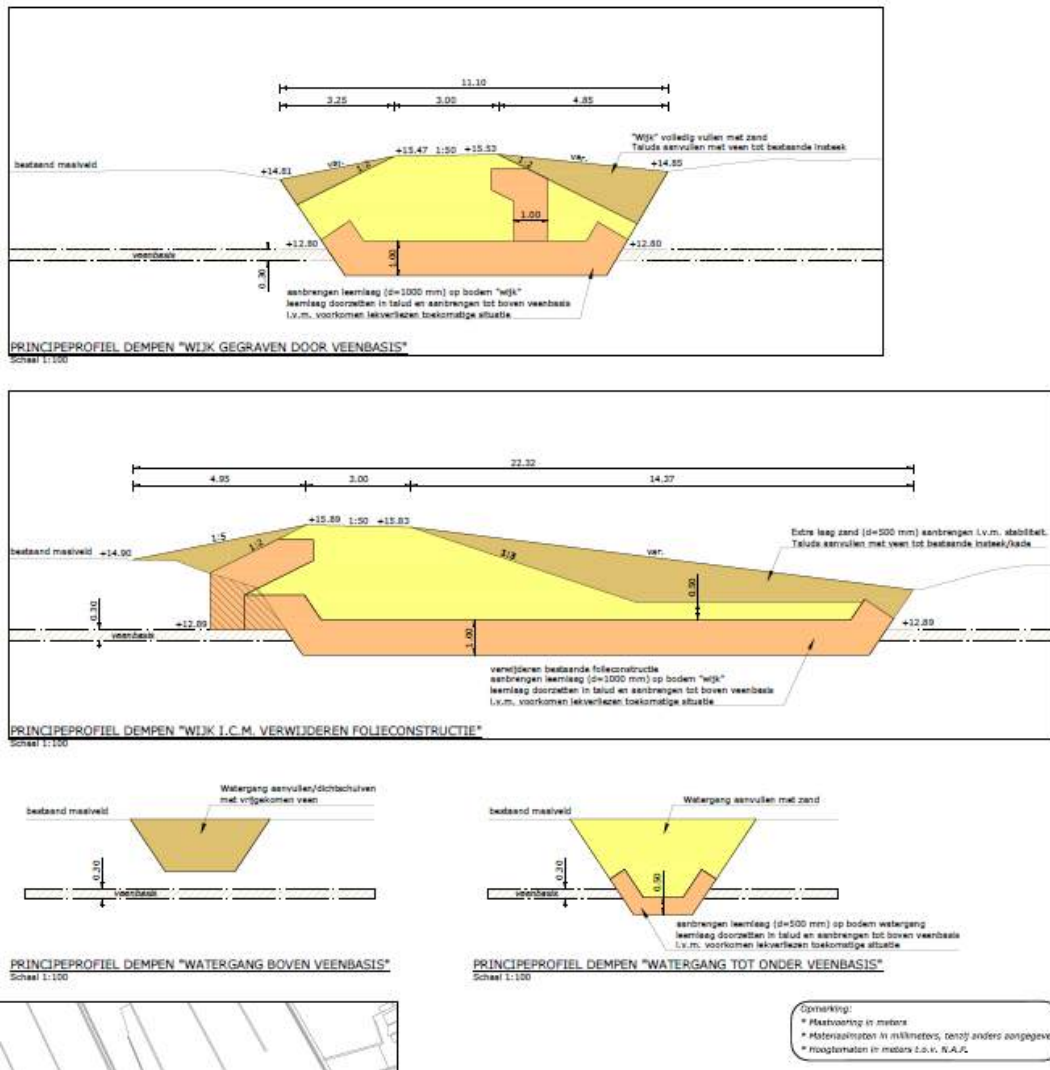 11.10
3.25 3.00 4.85
"Wijk" volledig vullen met zand
Taluds aanvullen met veen tot bestaande insteek
bestaand maaiveld
+14.81
var.
1:2
+15.47 1:50 +15.53
1:2
var.
+14.85
1.00
+12.80
1.00
+12.80
veenbasis
0.30
aanbrengen leemlaag (d=1000 mm) op bodem "wijk"
leemlaag doorzetten in talud en aanbrengen tot boven veenbasis
i.v.m. voorkomen lekverliezen toekomatige situatie
PRINCIPEPROFIEL DEMPEN "WIJK GEGRAVEN DOOR VEENBASIS"
Schaal 1:100
22.32
4.95 3.00 14.37
+15.89 1:50 +15.83
1:5
1:2
bestaand maaiveld +14.90
1:3
var.
Extra laag zand (d=500 mm) aanbrengen i.v.m. stabiliteit.
Taluds aanvullen met veen tot bestaande insteek/kade
0.50
0.30
+12.89
1.00
+12.89
veenbasis
verwijderen bestaande folieconstructie
aanbrengen leemlaag (d=1000 mm) op bodem "wijk"
leemlaag doorzetten in talud en aanbrengen tot boven veenbasis
i.v.m. voorkomen lekverliezen toekomatige situatie
PRINCIPEPROFIEL DEMPEN "WIJK I.C.M. VERWIJDEREN FOLIECONSTRUCTIE"
Schaal 1:100
Watergang aanvullen/dichtschuiven
met vrijgekomen veen
bestaand maaiveld
0.30
veenbasis
PRINCIPEPROFIEL DEMPEN "WATERGANG BOVEN VEENBASIS"
Schaal 1:100
bestaand maaiveld
Watergang aanvullen met zand
0.30
0.50
veenbasis
aanbrengen leemlaag (d=500 mm) op bodem watergang
leemlaag doorzetten in talud en aanbrengen tot boven veenbasis
i.v.m. voorkomen lekverliezen toekomatige situatie
PRINCIPEPROFIEL DEMPEN "WATERGANG TOT ONDER VEENBASIS"
Schaal 1:100
Opmerking:
* Maatvoering in meters
* Materiaalmaten in millimeters, tenzij anders aangegeve
* Hoogtematen in meters t.o.v. N.A.P.